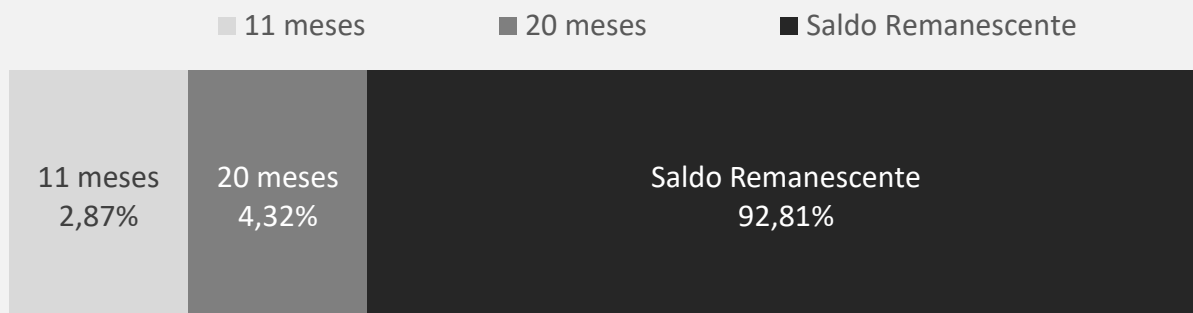 11 meses 20 meses Saldo Remanescente
11 meses
2,87%
20 meses
4,32%
Saldo Remanescente
92,81%